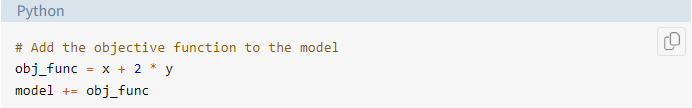 Python
# Add the objective function to the model
obj_func = x + 2 * y
model += obj_func